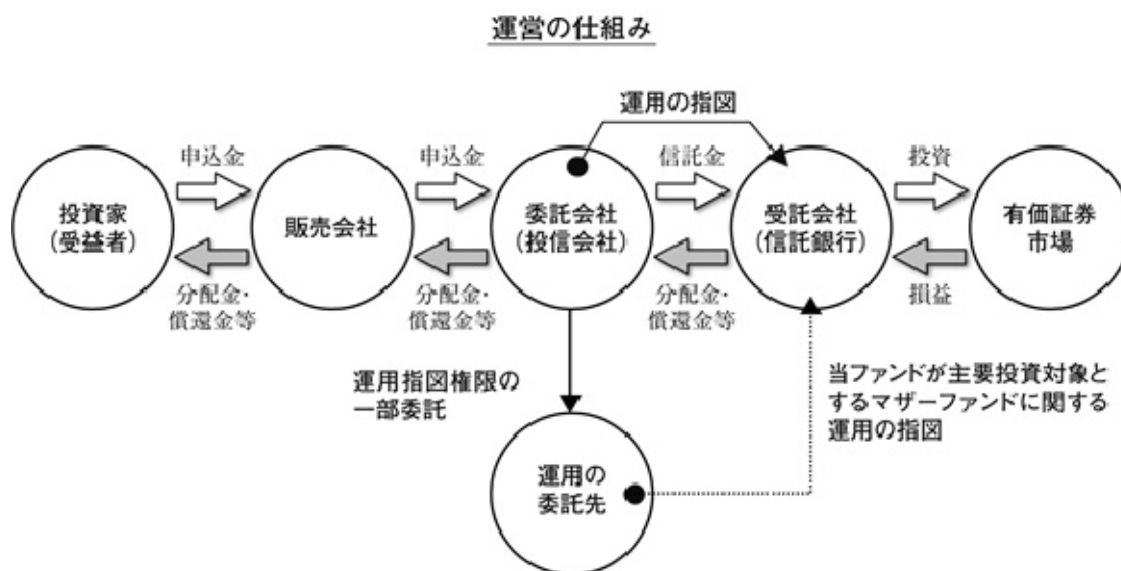 運営の仕組み
運用の指図
申込金
申込金
信託金
投資
投資家
(受益者)
販売会社
委託会社
(投信会社)
受託会社
(信託銀行)
有価証券
市場
分配金・
償還金等
分配金・
償還金等
分配金・
償還金等
損益
運用指図権限の
一部委託
当ファンドが主要投資対象と
するマザーファンドに関する
運用の指図
運用の
委託先